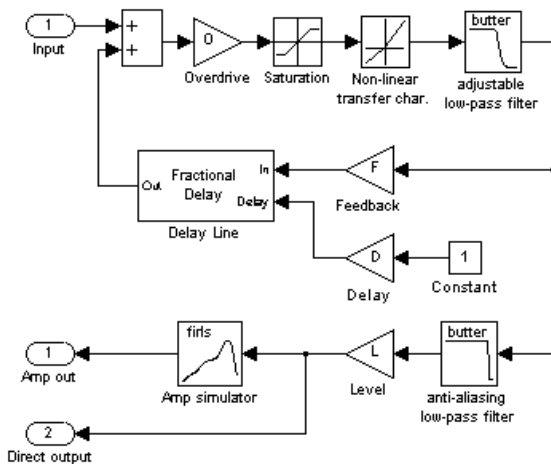 1
Input
+
+
O
Overdrive
Saturation
Non-linear
transfer char.
butter
adjustable
low-pass filter
Fractional
Delay
In
Delay
Out
Delay Line
F
Feedback
D
Delay
1
Constant
1
Amp out
firls
Amp simulator
L
Level
butter
anti-aliasing
low-pass filter
2
Direct output